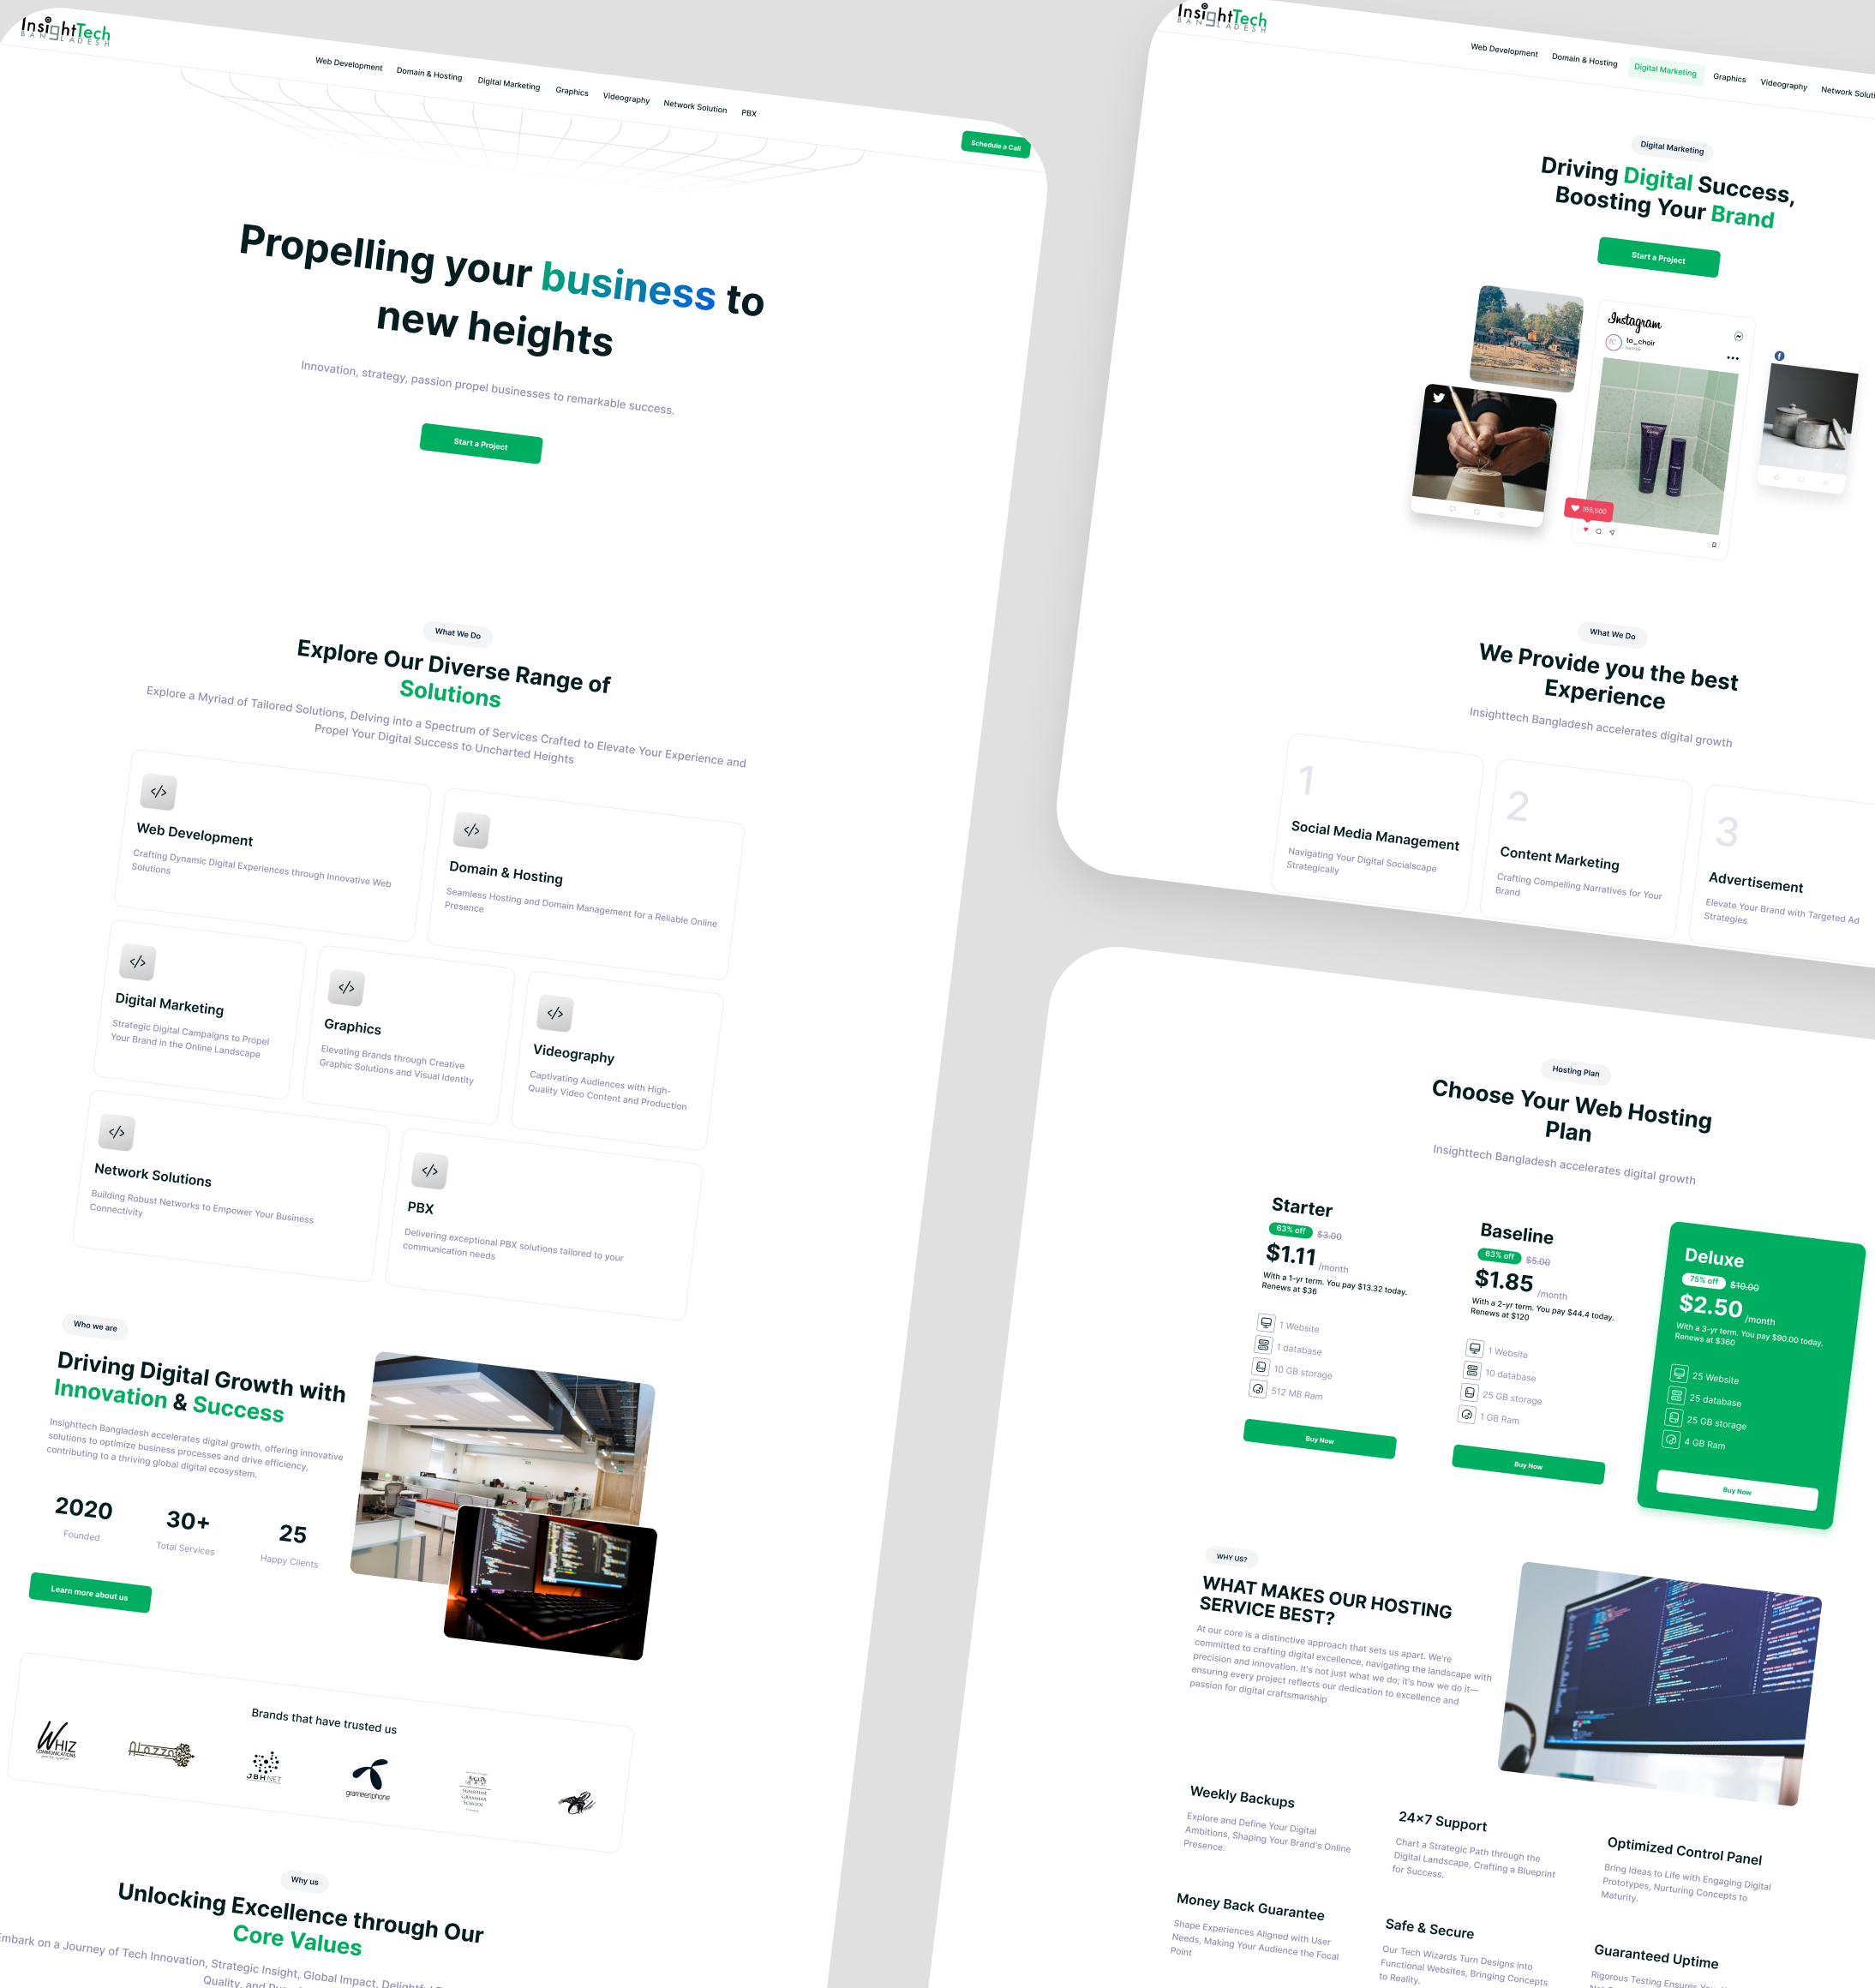 InsightTech
BANGLADESH
Web Development
Domain & Hosting
Digital Marketing
Graphics
Videography
Network Solution
PBX
Schedule a Call
Propelling your business to
new heights
Innovation, strategy, passion propel businesses to remarkable success.
Start a Project
What We Do
Explore Our Diverse Range of
Solutions
Explore a Myriad of Tailored Solutions, Delving into a Spectrum of Services Crafted to Elevate Your Experience and
Propel Your Digital Success to Uncharted Heights
Web Development
Crafting Dynamic Digital Experiences through Innovative Web
Solutions
Domain & Hosting
Seamless Hosting and Domain Management for a Reliable Online
Presence
Digital Marketing
Strategic Digital Campaigns to Propel
Your Brand in the Online Landscape
Graphics
Elevating Brands through Creative
Graphic Solutions and Visual Identity
Videography
Captivating Audiences with High-
Quality Video Content and Production
Network Solutions
Building Robust Networks to Empower Your Business
Connectivity
PBX
Delivering exceptional PBX solutions tailored to your
communication needs
Who we are
Driving Digital Growth with
Innovation & Success
Insighttech Bangladesh accelerates digital growth, offering innovative
solutions to optimize business processes and drive efficiency,
contributing to a thriving global digital ecosystem.
2020
Founded
30+
Total Services
25
Happy Clients
Learn more about us
Brands that have trusted us
WHIZ
COMMUNICATIONS
JBHNET
grameenphone
SUNSHINE
GRAMMAR
SCHOOL
Why us
Unlocking Excellence through Our
Core Values
Embark on a Journey of Tech Innovation, Strategic Insight, Global Impact, Delightful
Quality, and
InsightTech
BANGLADESH
Web Development
Domain & Hosting
Digital Marketing
Graphics
Videography
Network Soluti
Digital Marketing
Driving Digital Success,
Boosting Your Brand
Start a Project
Instagram
to_choir
165,500
What We Do
We Provide you the best
Experience
Insighttech Bangladesh accelerates digital growth
1
Social Media Management
Navigating Your Digital Socialscape
Strategically
2
Content Marketing
Crafting Compelling Narratives for Your
Brand
3
Advertisement
Elevate Your Brand with Targeted Ad
Strategies
Hosting Plan
Choose Your Web Hosting
Plan
Insighttech Bangladesh accelerates digital growth
Starter
63% off $3.00
$1.11 /month
With a 1-yr term. You pay $13.32 today.
Renews at $36
1 Website
1 database
10 GB storage
512 MB Ram
Buy Now
Baseline
63% off $5.00
$1.85 /month
With a 2-yr term. You pay $44.4 today.
Renews at $120
1 Website
10 database
25 GB storage
1 GB Ram
Buy Now
Deluxe
75% off $10.00
$2.50 /month
With a 3-yr term. You pay $90.00 today.
Renews at $360
25 Website
25 database
25 GB storage
4 GB Ram
Buy Now
WHY US?
WHAT MAKES OUR HOSTING
SERVICE BEST?
At our core is a distinctive approach that sets us apart. We're
committed to crafting digital excellence, navigating the landscape with
precision and innovation. It's not just what we do; it's how we do it—
ensuring every project reflects our dedication to excellence and
passion for digital craftsmanship
Weekly Backups
Explore and Define Your Digital
Ambitions, Shaping Your Brand's Online
Presence.
24x7 Support
Chart a Strategic Path through the
Digital Landscape, Crafting a Blueprint
for Success.
Optimized Control Panel
Bring Ideas to Life with Engaging Digital
Prototypes, Nurturing Concepts to
Maturity.
Money Back Guarantee
Shape Experiences Aligned with User
Needs, Making Your Audience the Focal
Point
Safe & Secure
Our Tech Wizards Turn Designs into
Functional Websites, Bringing Concepts
to Reality.
Guaranteed Uptime
Rigorous Testing Ensures